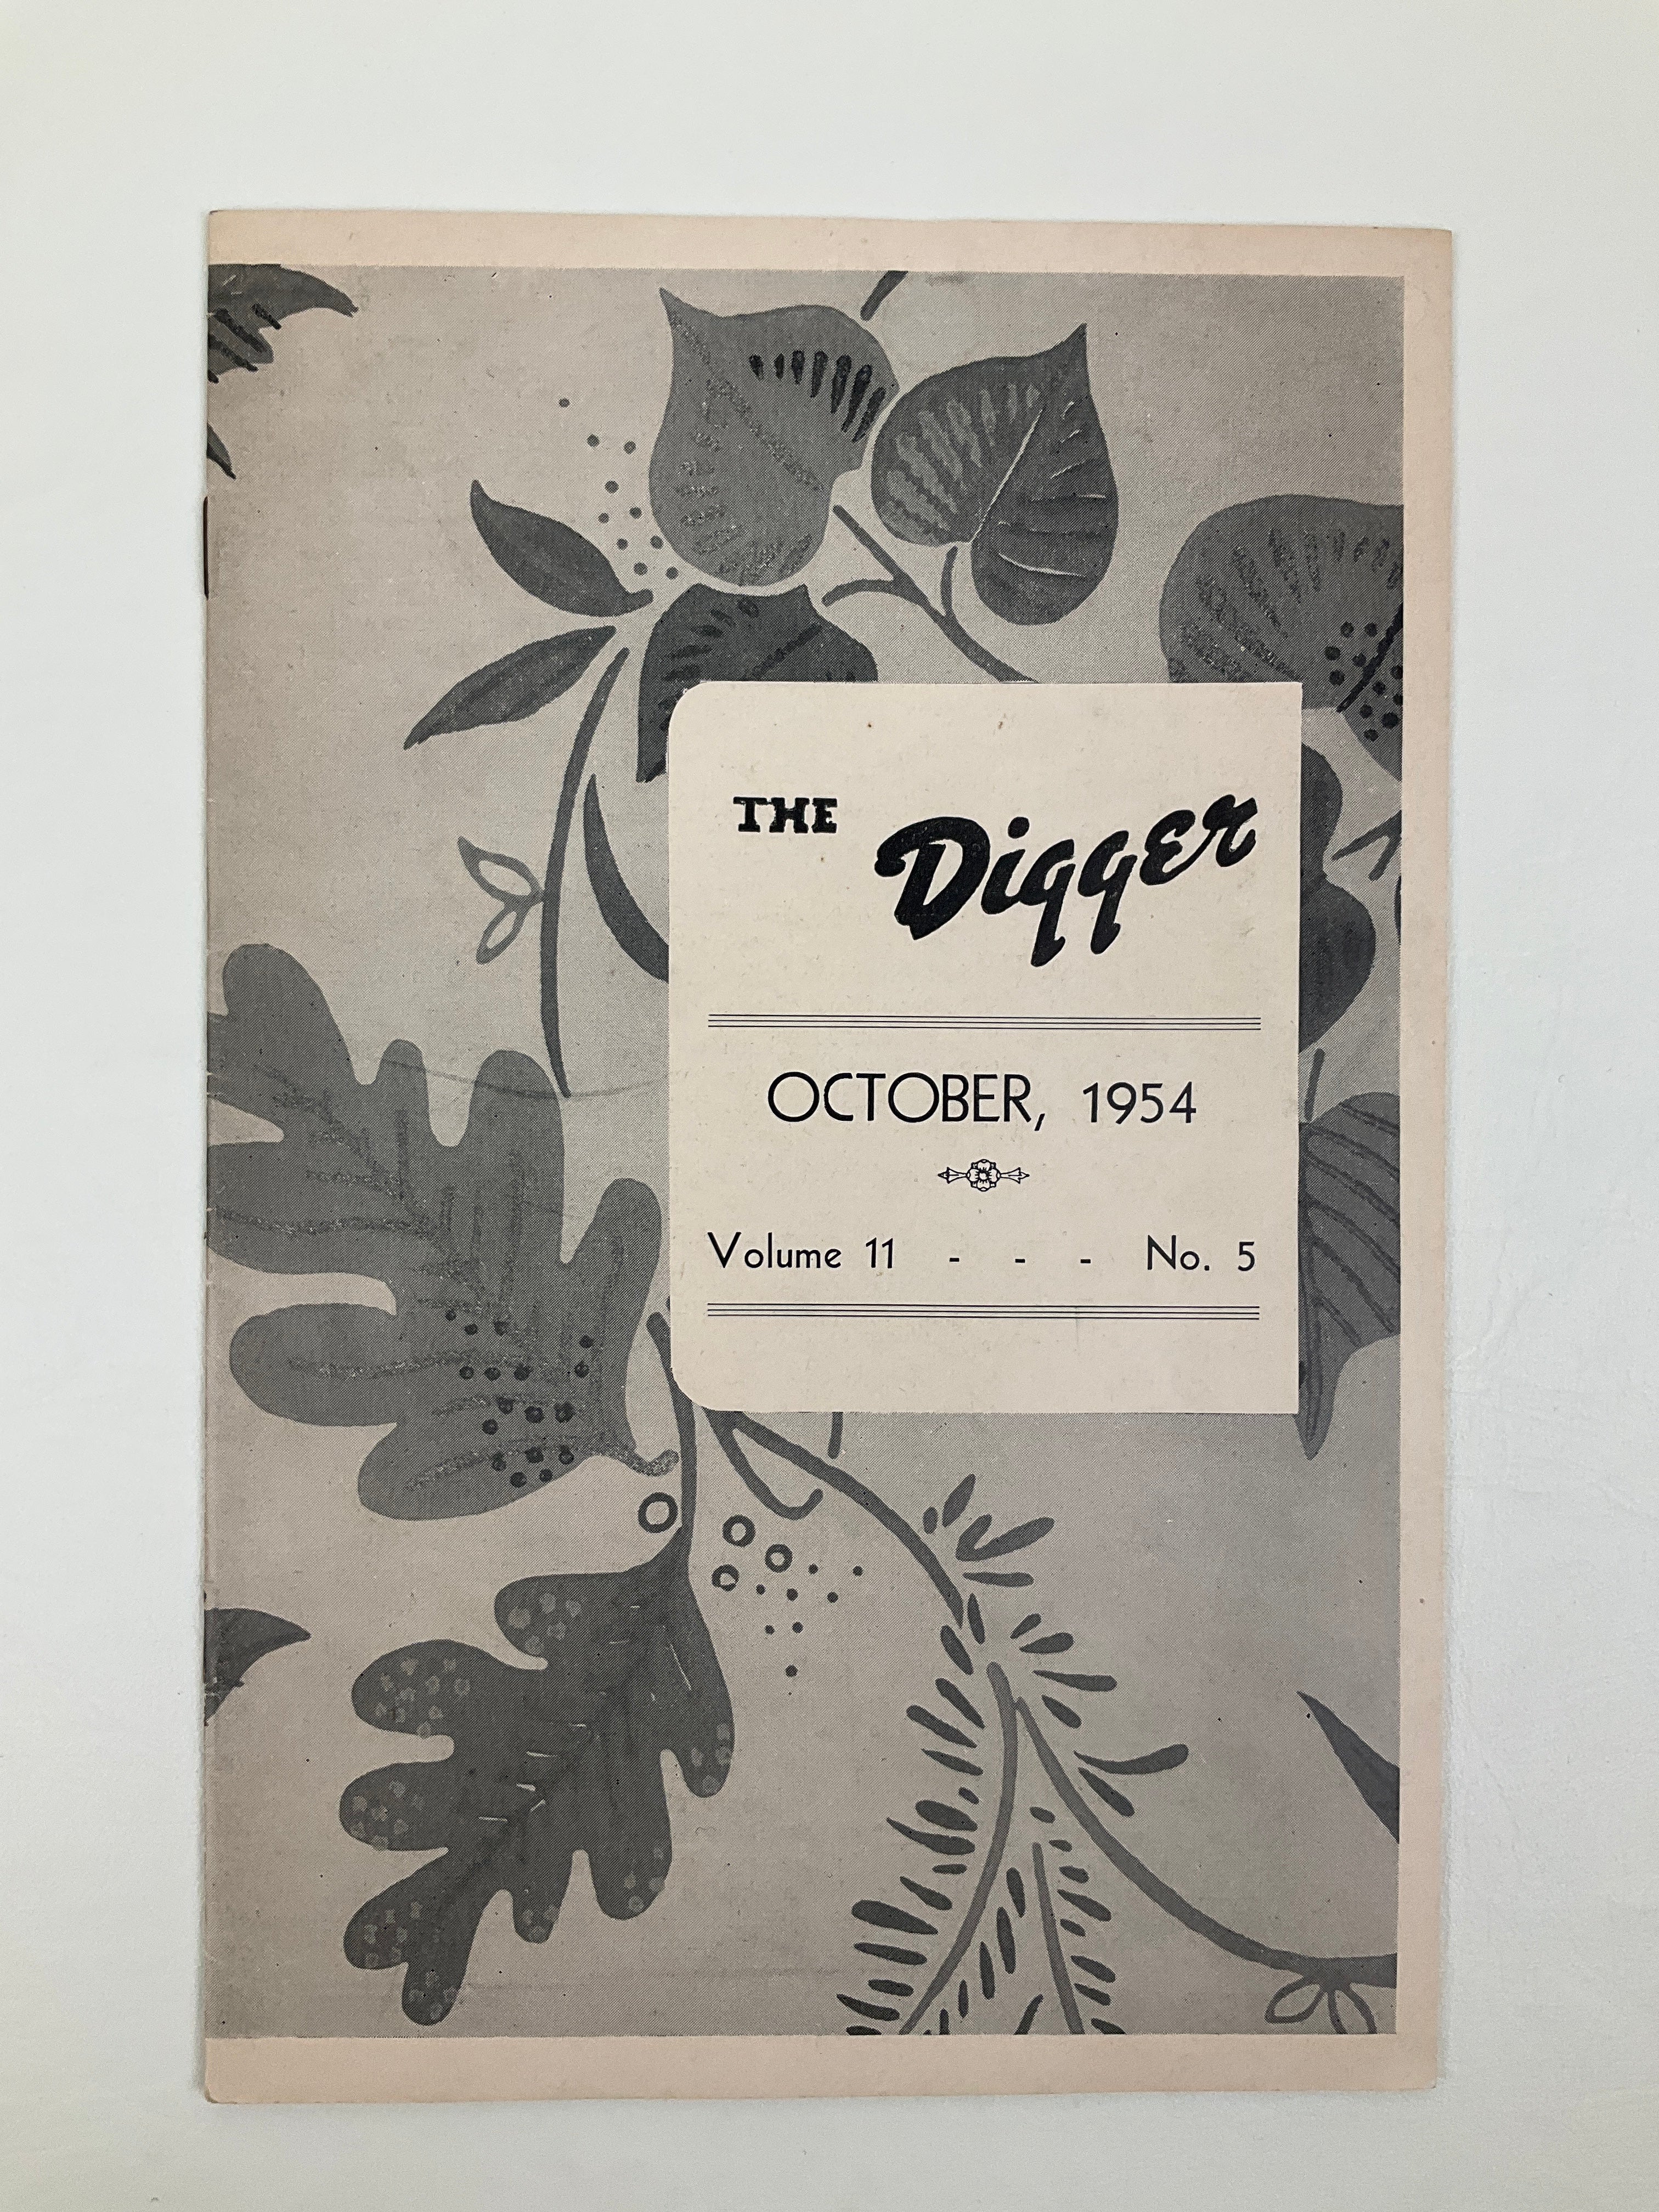 THE Digger
OCTOBER, 1954
Volume 11 - - - No. 5